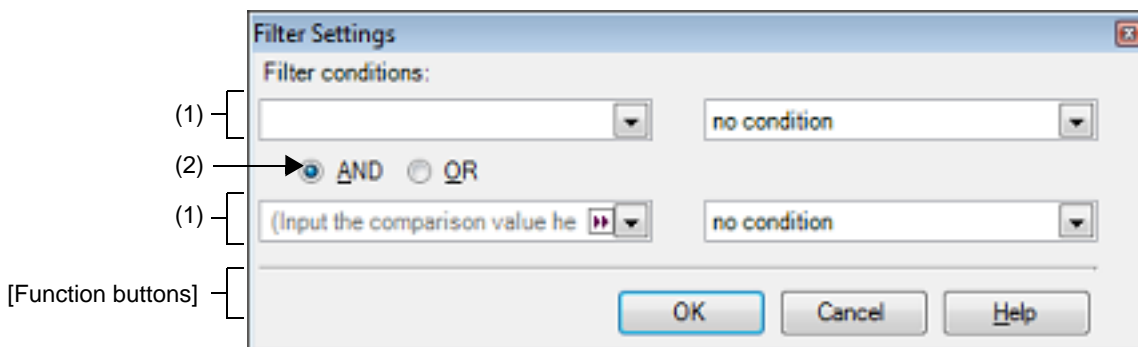 Filter Settings
Filter conditions:
(1) no condition
(2) AND OR
(1) (Input the comparison value he no condition
[Function buttons]
OK Cancel Help